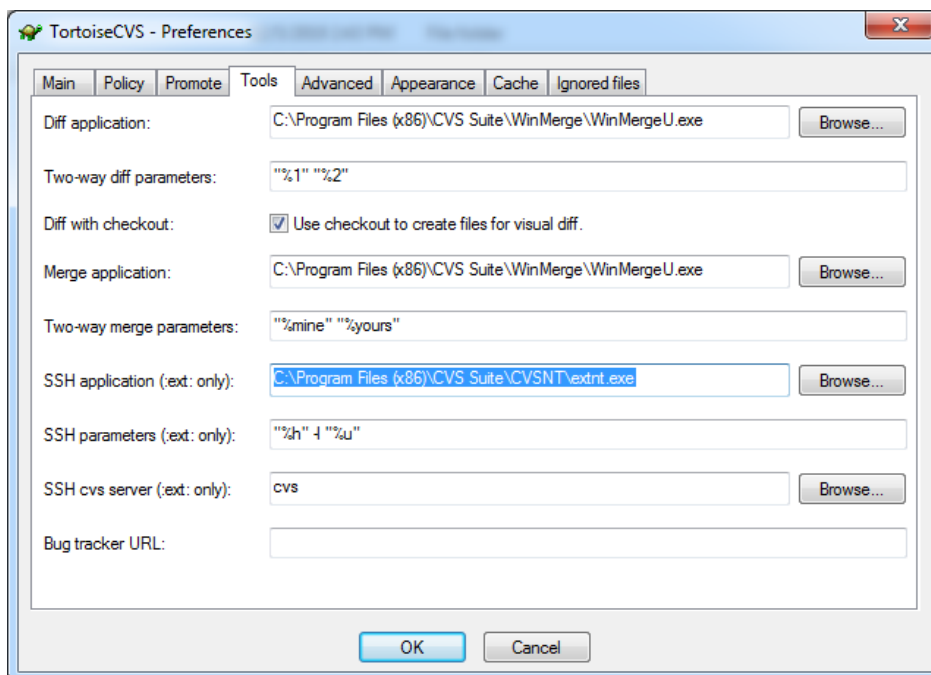 TortoiseCVS - Preferences
Main Policy Promote Tools Advanced Appearance Cache Ignored files
Diff application: C:\Program Files (x86)\CVS Suite\WinMerge\WinMergeU.exe Browse...
Two-way diff parameters: "%1" "%2"
Diff with checkout: Use checkout to create files for visual diff.
Merge application: C:\Program Files (x86)\CVS Suite\WinMerge\WinMergeU.exe Browse...
Two-way merge parameters: "%mine" "%yours"
SSH application (:ext: only): C:\Program Files (x86)\CVS Suite\CVSNT\extnt.exe Browse...
SSH parameters (:ext: only): "%h" -l "%u"
SSH cvs server (:ext: only): cvs Browse...
Bug tracker URL:
OK Cancel